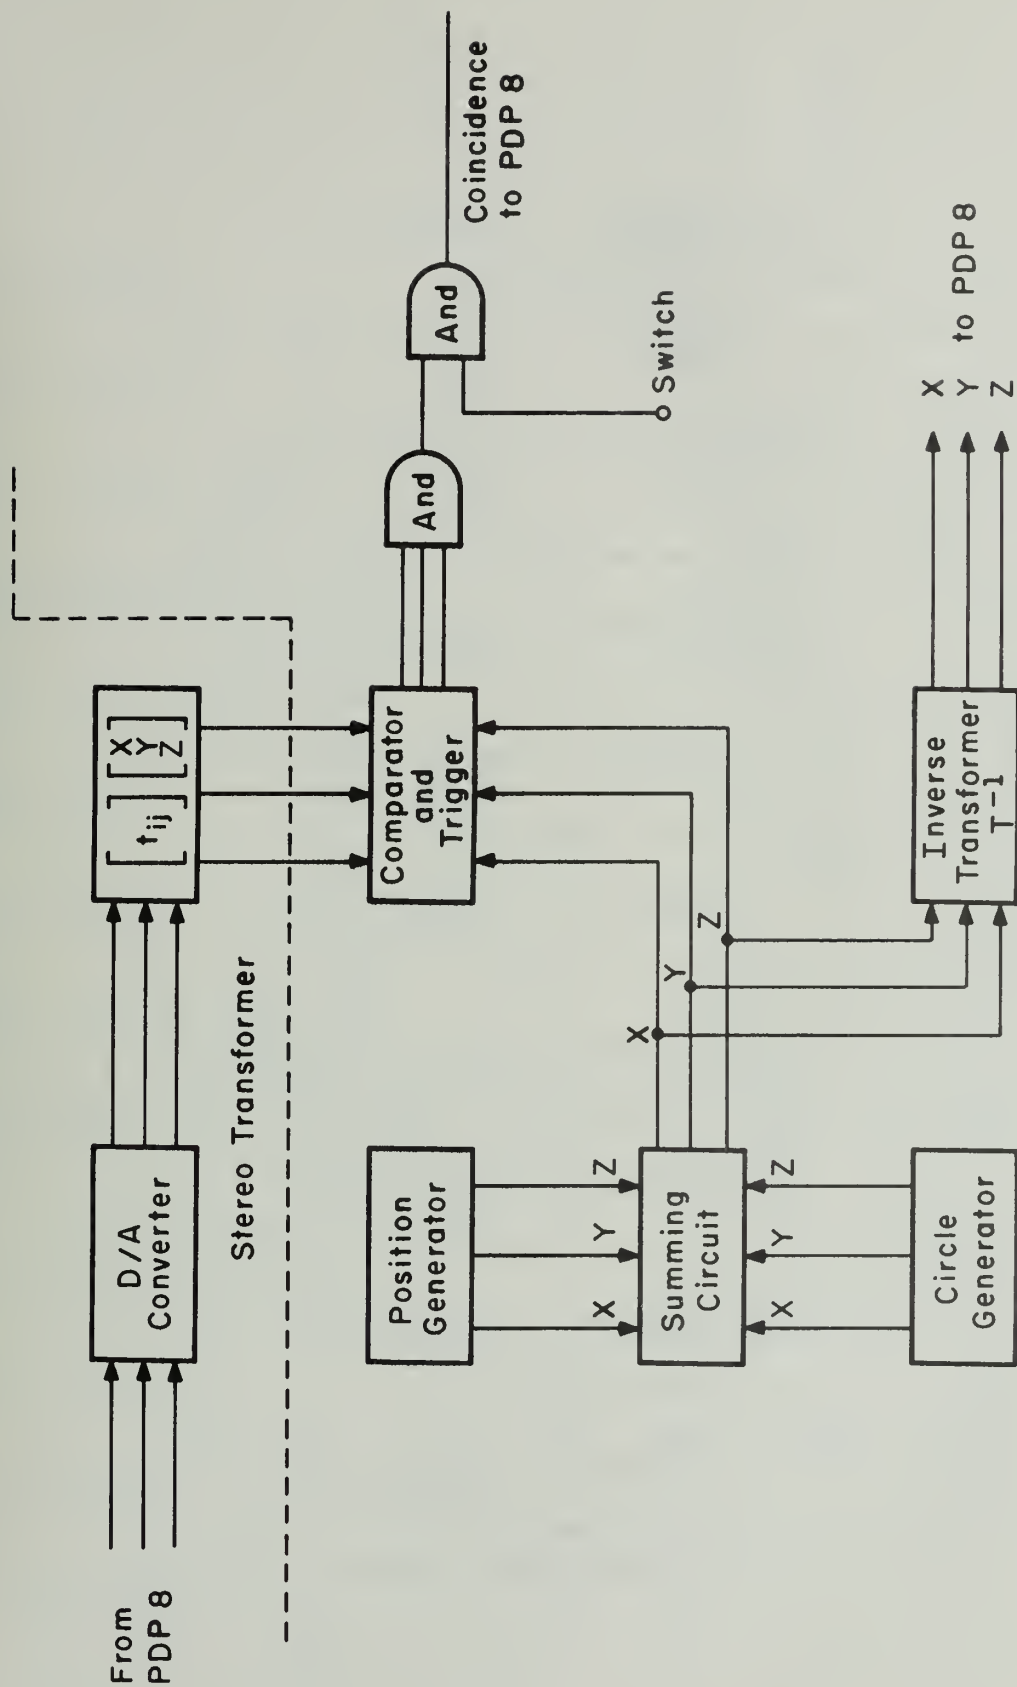 From
PDP 8
D/A
Converter
[ tij ] [ X
Y
Z ]
Stereo Transformer
Comparator
and
Trigger
And
And
Coincidence
to PDP 8
Switch
Position
Generator
X Y Z
Summing
Circuit
X Y Z
Circle
Generator
X
Y
Z
Inverse
Transformer
T-1
X
Y to PDP 8
Z